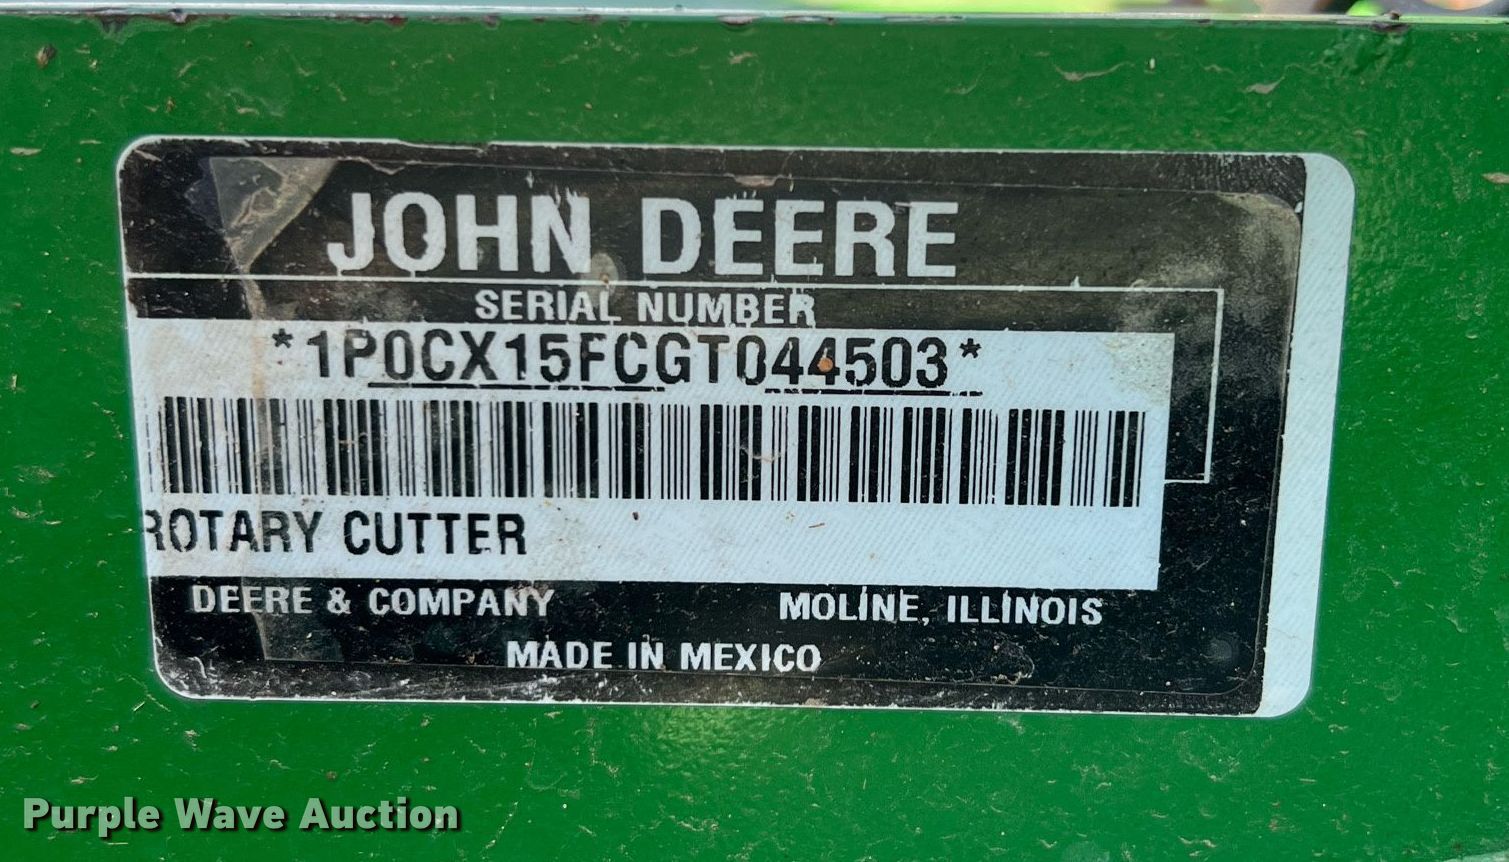 JOHN DEERE
SERIAL NUMBER
*1P0CX15FCGT044503*
ROTARY CUTTER
DEERE & COMPANY MOLINE, ILLINOIS
MADE IN MEXICO
Purple Wave Auction